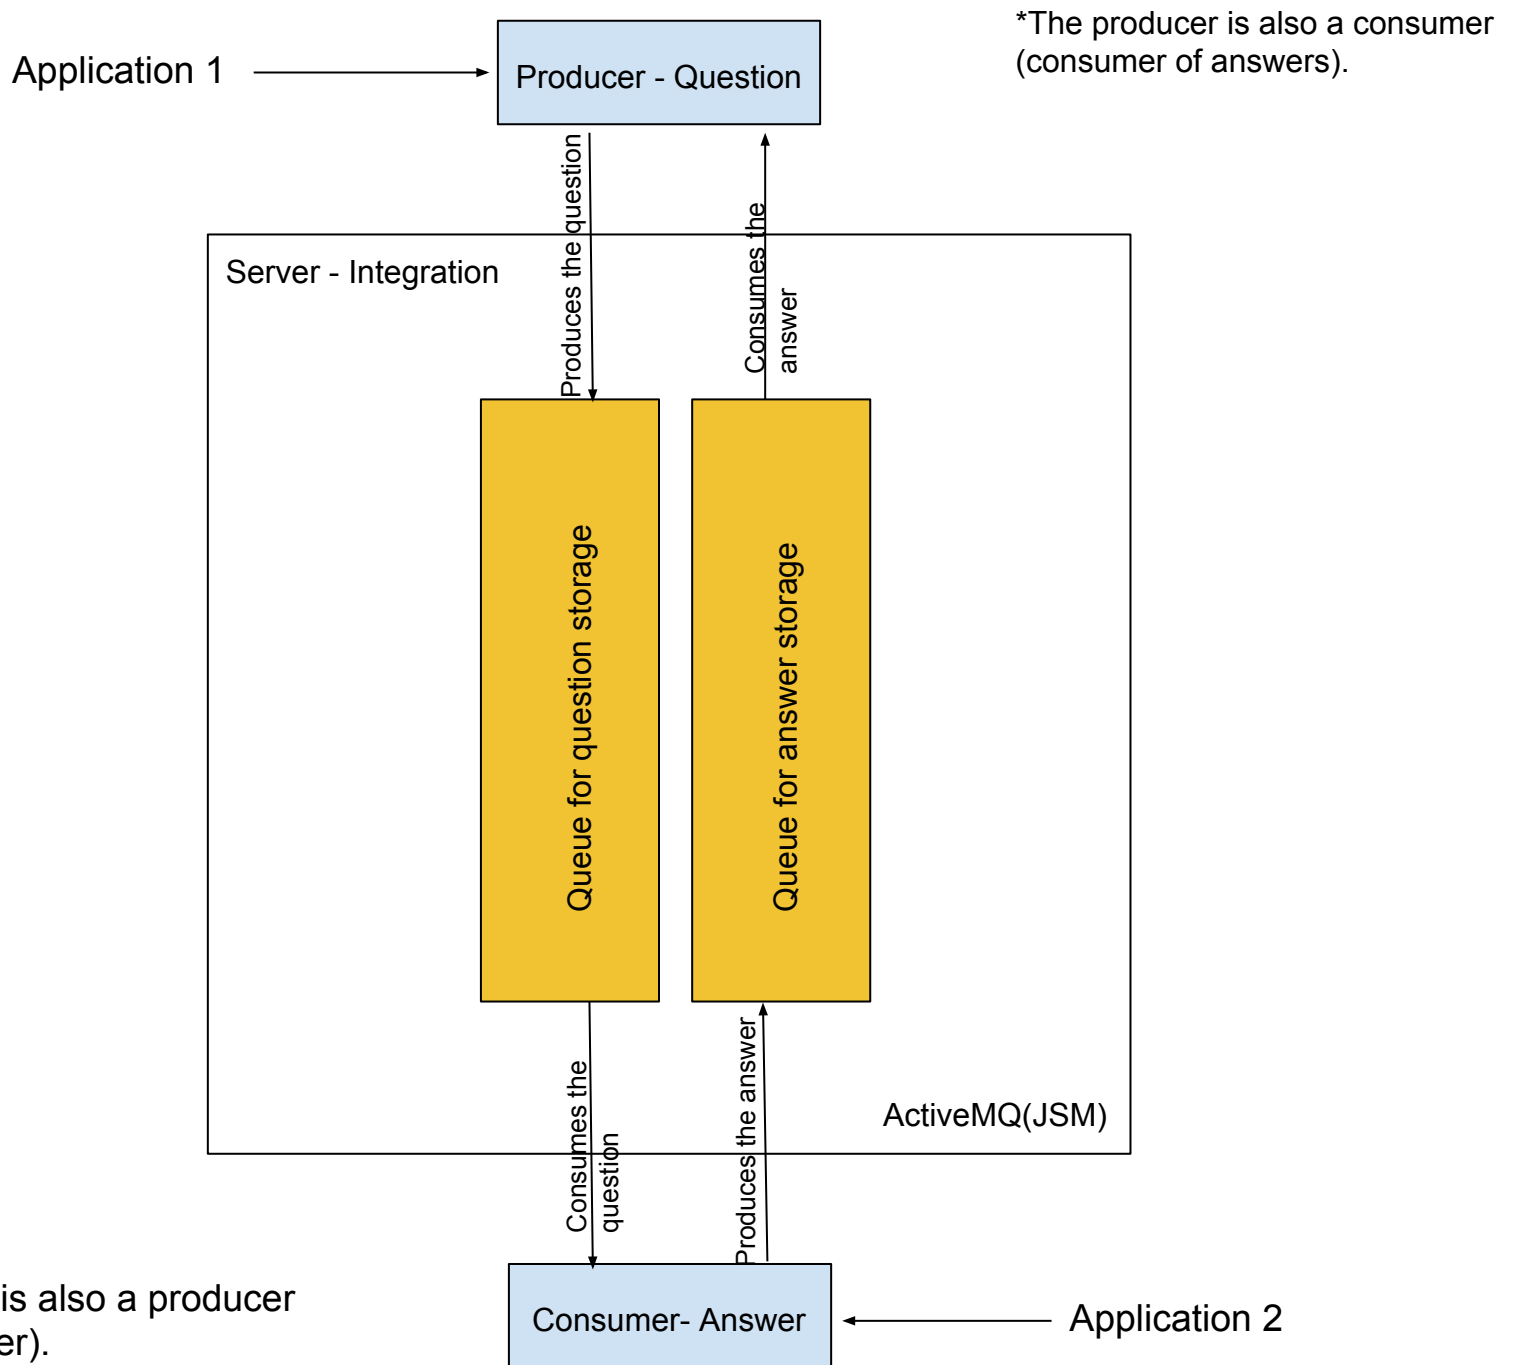 *The producer is also a consumer
(consumer of answers).
Application 1
Producer - Question
Produces the question
Consumes the
answer
Server - Integration
Queue for question storage
Queue for answer storage
ActiveMQ(JSM)
Consumes the
question
Produces the answer
is also a producer
er).
Consumer- Answer
Application 2